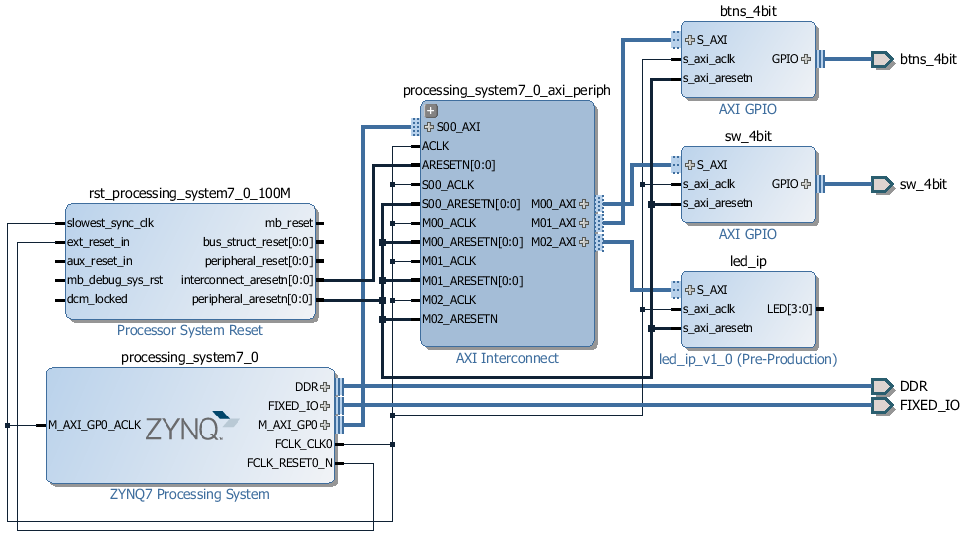 btns_4bit
S_AXI
s_axi_aclk
s_axi_aresetn
GPIO
AXI GPIO
btns_4bit
sw_4bit
S_AXI
s_axi_aclk
s_axi_aresetn
GPIO
AXI GPIO
sw_4bit
led_ip
S_AXI
s_axi_aclk
s_axi_aresetn
LED[3:0]
led_ip_v1_0 (Pre-Production)
processing_system7_0_axi_periph
S00_AXI
ACLK
ARESETN[0:0]
S00_ACLK
S00_ARESETN[0:0]
M00_ACLK
M00_ARESETN[0:0]
M01_ACLK
M01_ARESETN[0:0]
M02_ACLK
M02_ARESETN
M00_AXI
M01_AXI
M02_AXI
AXI Interconnect
rst_processing_system7_0_100M
slowest_sync_clk
ext_reset_in
aux_reset_in
mb_debug_sys_rst
dcm_locked
mb_reset
bus_struct_reset[0:0]
peripheral_reset[0:0]
interconnect_aresetn[0:0]
peripheral_aresetn[0:0]
Processor System Reset
processing_system7_0
M_AXI_GP0_ACLK
ZYNQ
DDR
FIXED_IO
M_AXI_GP0
FCLK_CLK0
FCLK_RESET0_N
ZYNQ7 Processing System
DDR
FIXED_IO